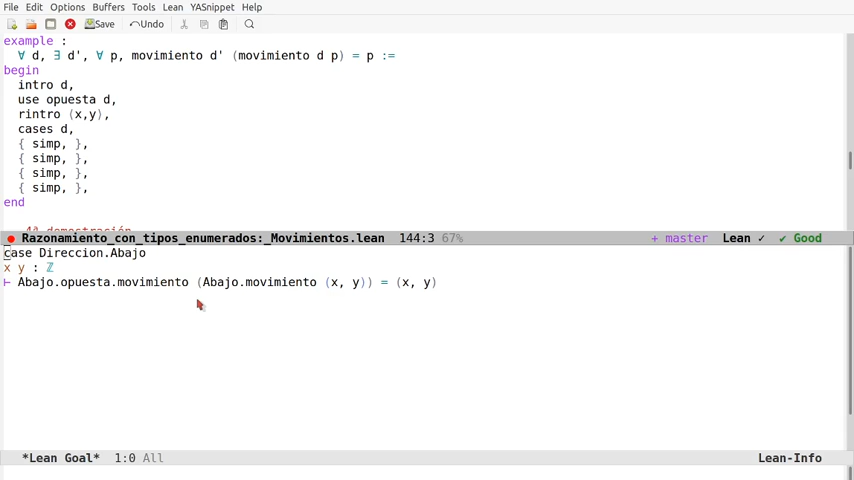 File Edit Options Buffers Tools Lean YASnippet Help
Save Undo
example :
∀ d, ∃ d', ∀ p, movimiento d' (movimiento d p) = p :=
begin
intro d,
use opuesta d,
rintro (x,y),
cases d,
{ simp, },
{ simp, },
{ simp, },
{ simp, },
end
4ª demostración
Razonamiento_con_tipos_enumerados:_Movimientos.lean 144:3 67% + master Lean ✓ ✔ Good
case Direccion.Abajo
x y : ℤ
⊢ Abajo.opuesta.movimiento (Abajo.movimiento (x, y)) = (x, y)
*Lean Goal* 1:0 All Lean-Info